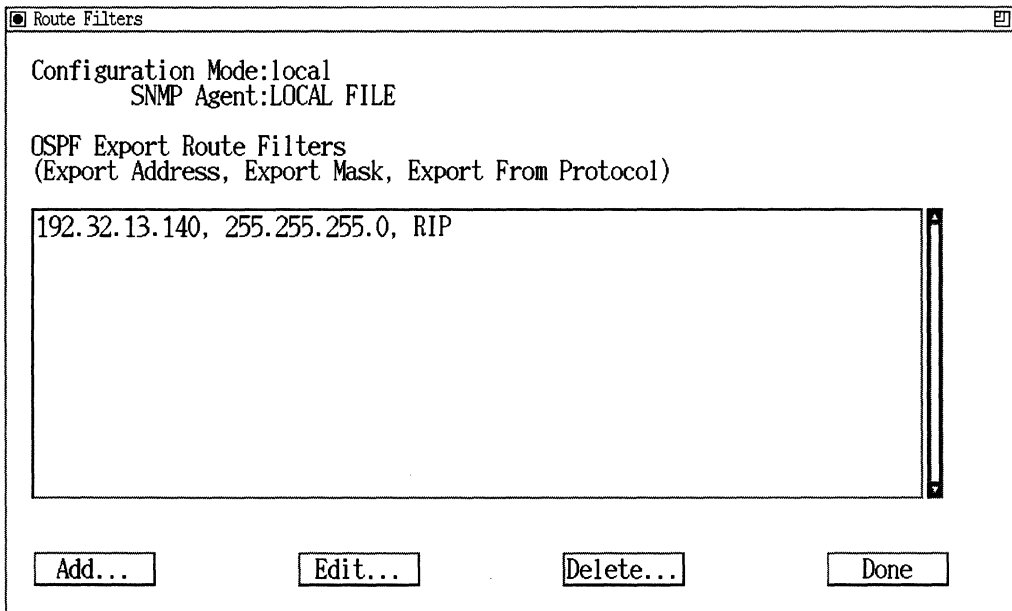 Route Filters
Configuration Mode:local
SNMP Agent:LOCAL FILE
OSPF Export Route Filters
(Export Address, Export Mask, Export From Protocol)
192.32.13.140, 255.255.255.0, RIP
Add... Edit... Delete... Done